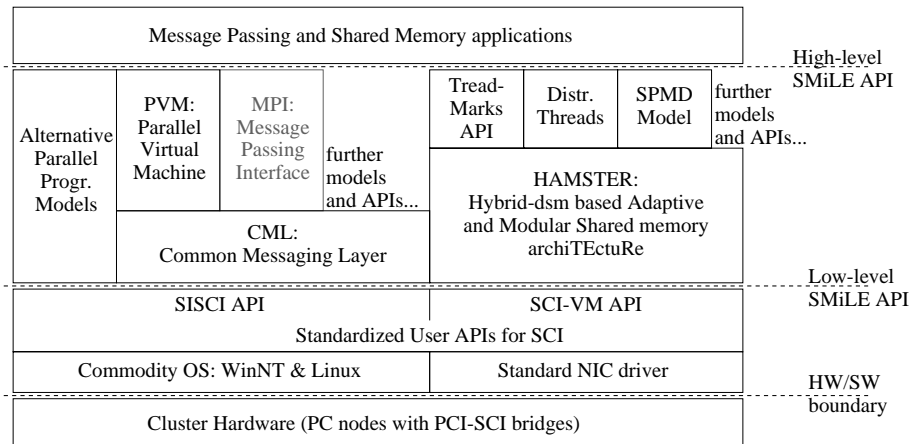 Message Passing and Shared Memory applications
High-level
SMiLE API
Alternative
Parallel
Progr.
Models
PVM:
Parallel
Virtual
Machine
MPI:
Message
Passing
Interface
further
models
and APIs...
CML:
Common Messaging Layer
Tread-
Marks
API
Distr.
Threads
SPMD
Model
further
models
and APIs...
HAMSTER:
Hybrid-dsm based Adaptive
and Modular Shared memory
archiTEctuRe
Low-level
SMiLE API
SISCI API
SCI-VM API
Standardized User APIs for SCI
Commodity OS: WinNT & Linux
Standard NIC driver
HW/SW
boundary
Cluster Hardware (PC nodes with PCI-SCI bridges)